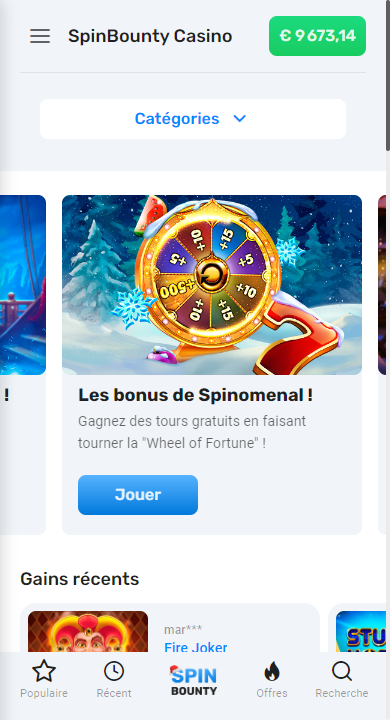 SpinBounty Casino
€ 9 673,14
Catégories
!
+10
+15
+5
+5
+10
+15
+10
+500
Les bonus de Spinomenal !
Gagnez des tours gratuits en faisant
tourner la "Wheel of Fortune" !
Jouer
Gains récents
mar***
Fire Joker
STU
SPIN
BOUNTY
Populaire
Récent
Offres
Recherche